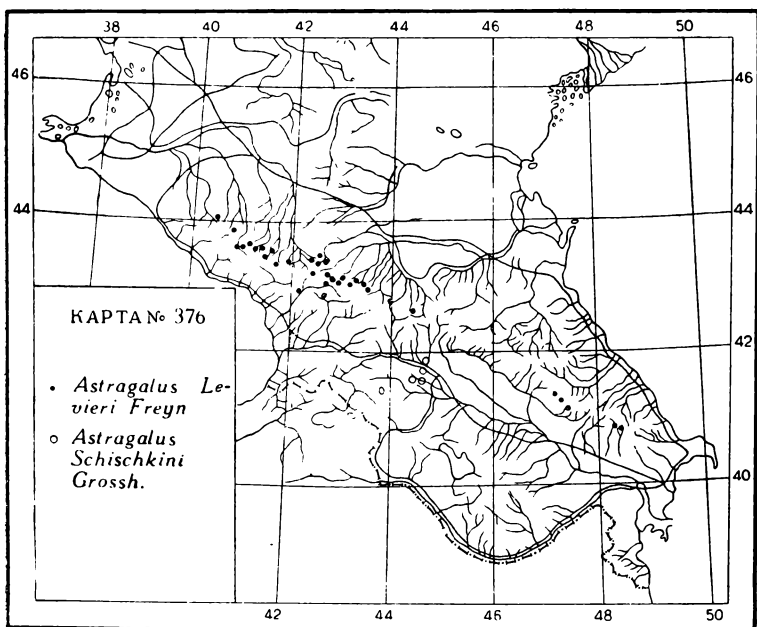 38 40 42 44 46 48 50
46 46
44 44
КАРТА № 376
42
• Astragalus Le-
vieri Freyn
○ Astragalus
Schischkini
Grossh.
40
42 44 46 48 50